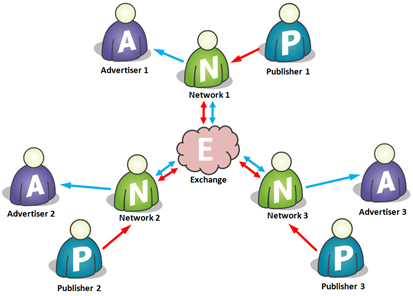 A
N
P
Advertiser 1
Publisher 1
Network 1
E
Exchange
A
N
N
A
Advertiser 2
Network 2
Network 3
Advertiser 3
P
P
Publisher 2
Publisher 3